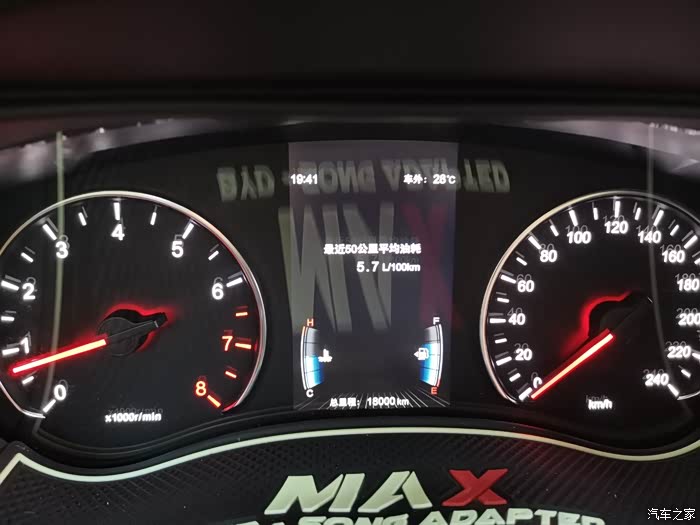 19:41 车外: 28℃
BYD - SONG ADAPTED
MAX
最近50公里平均油耗
5.7 L/100km
0 1 2 3 4 5 6 7 8
x1000r/min
H C
F E
0 20 40 60 80 100 120 140 160 180 200 220 240
km/h
总里程: 18000 km
MAX
SONG ADAPTED
汽车之家